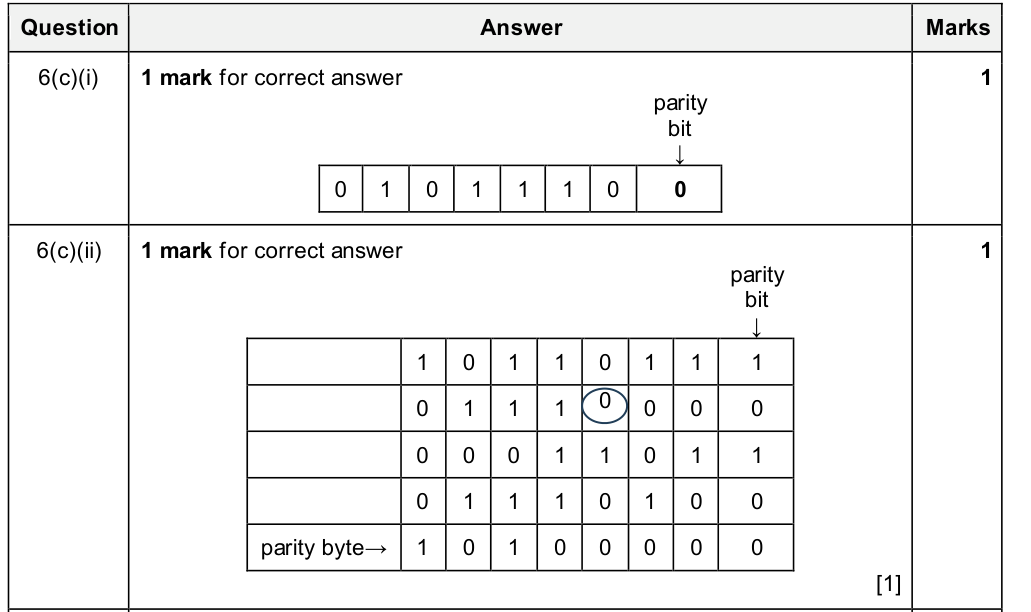 Question Answer Marks
6(c)(i) 1 mark for correct answer 1
parity
bit
↓
0 1 0 1 1 1 0 0
6(c)(ii) 1 mark for correct answer 1
parity
bit
↓
1 0 1 1 0 1 1 1
0 1 1 1 0 0 0 0
0 0 0 1 1 0 1 1
0 1 1 1 0 1 0 0
parity byte→ 1 0 1 0 0 0 0 0
[1]